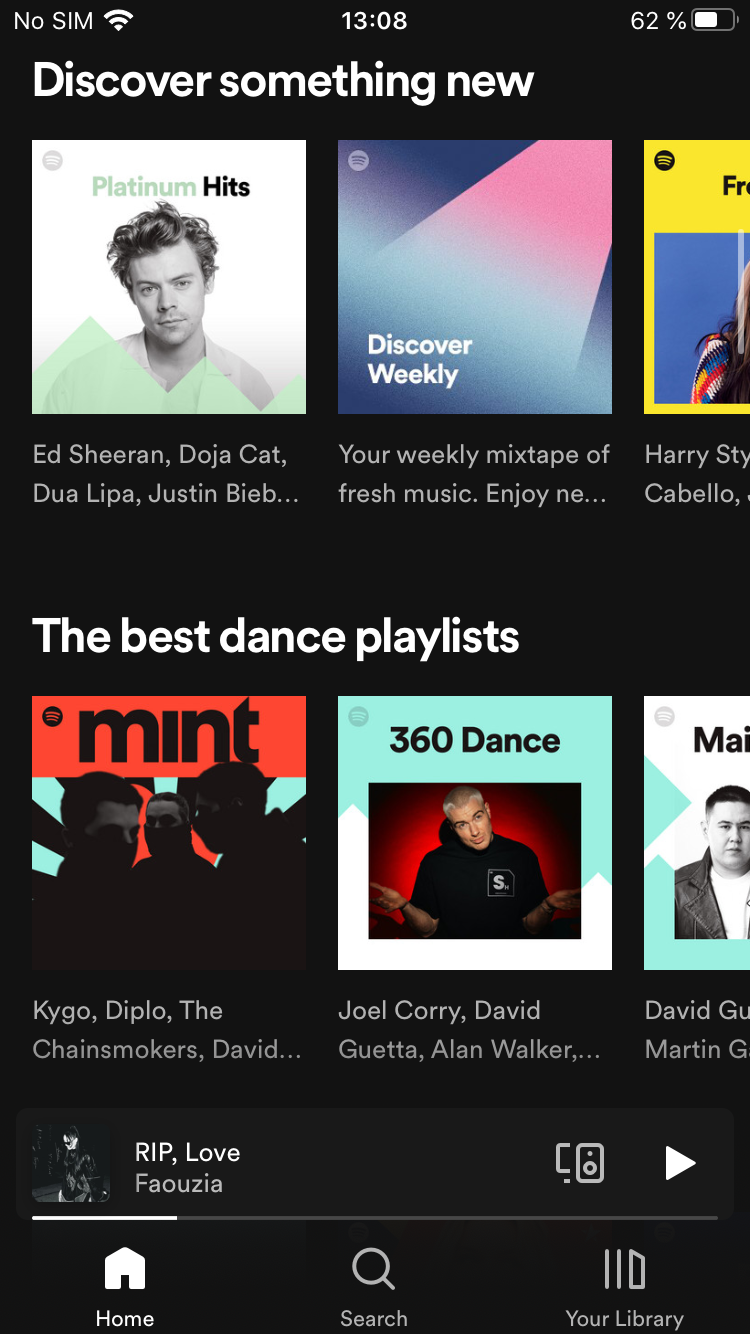 No SIM 13:08 62 %
Discover something new
Platinum Hits
Discover
Weekly
Ed Sheeran, Doja Cat,
Dua Lipa, Justin Bieb...
Your weekly mixtape of
fresh music. Enjoy ne...
Harry Sty
Cabello,
The best dance playlists
mint
360 Dance
Mai
Kygo, Diplo, The
Chainsmokers, David...
Joel Corry, David
Guetta, Alan Walker,...
David Gu
Martin Ga
RIP, Love
Faouzia
Home
Search
Your Library